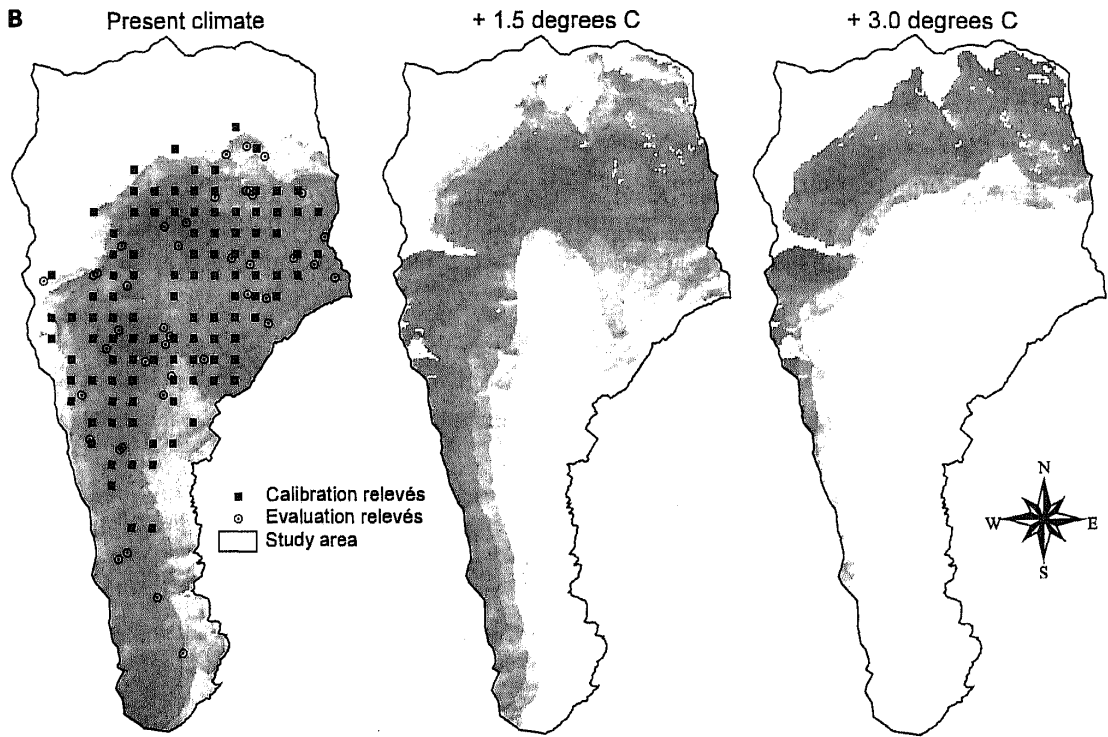 B
Present climate
+ 1.5 degrees C
+ 3.0 degrees C
Calibration relevés
Evaluation relevés
Study area
N
W
E
S